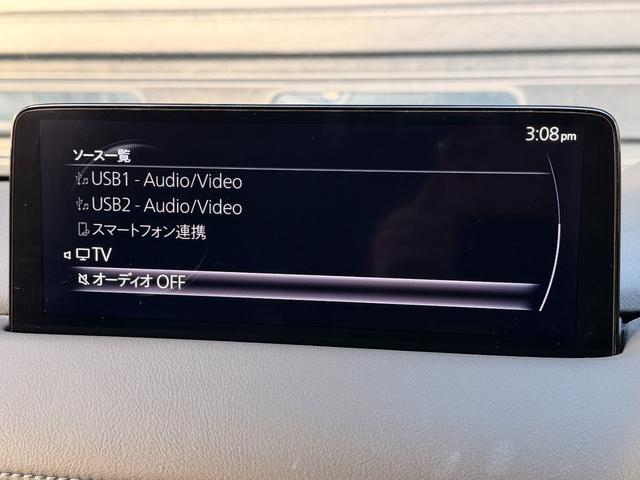 3:08pm
ソース一覧
USB1 - Audio/Video
USB2 - Audio/Video
スマートフォン連携
TV
オーディオ OFF